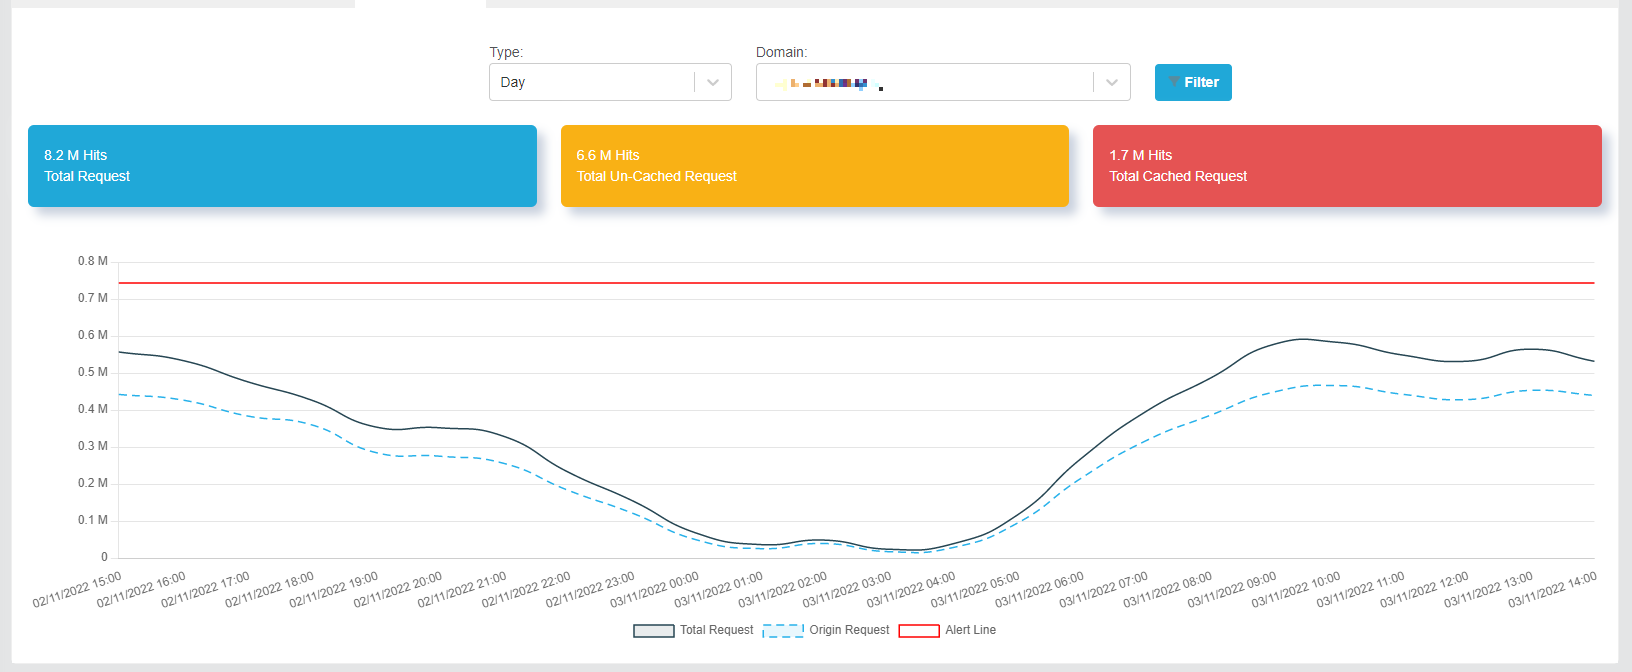 Type:
Domain:
Day
Filter
8.2 M Hits
Total Request
6.6 M Hits
Total Un-Cached Request
1.7 M Hits
Total Cached Request
0.8 M
0.7 M
0.6 M
0.5 M
0.4 M
0.3 M
0.2 M
0.1 M
0
02/11/2022 15:00
02/11/2022 16:00
02/11/2022 17:00
02/11/2022 18:00
02/11/2022 19:00
02/11/2022 20:00
02/11/2022 21:00
02/11/2022 22:00
02/11/2022 23:00
03/11/2022 00:00
03/11/2022 01:00
03/11/2022 02:00
03/11/2022 03:00
03/11/2022 04:00
03/11/2022 05:00
03/11/2022 06:00
03/11/2022 07:00
03/11/2022 08:00
03/11/2022 09:00
03/11/2022 10:00
03/11/2022 11:00
03/11/2022 12:00
03/11/2022 13:00
03/11/2022 14:00
Total Request
Origin Request
Alert Line